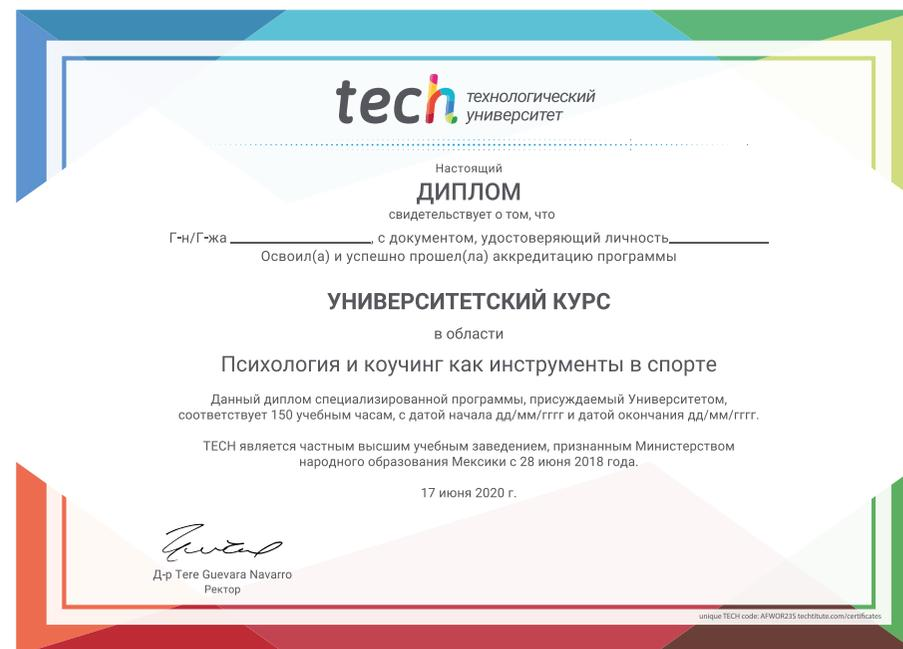 tech технологический
университет
Настоящий
ДИПЛОМ
свидетельствует о том, что
Г-н/Г-жа ____________________, с документом, удостоверяющий личность______________
Освоил(а) и успешно прошел(ла) аккредитацию программы
УНИВЕРСИТЕТСКИЙ КУРС
в области
Психология и коучинг как инструменты в спорте
Данный диплом специализированной программы, присуждаемый Университетом,
соответствует 150 учебным часам, с датой начала дд/мм/гггг и датой окончания дд/мм/гггг.
TECH является частным высшим учебным заведением, признанным Министерством
народного образования Мексики с 28 июня 2018 года.
17 июня 2020 г.
Д-р Tere Guevara Navarro
Ректор
unique TECH code: AFWOR23S techtitute.com/certificates